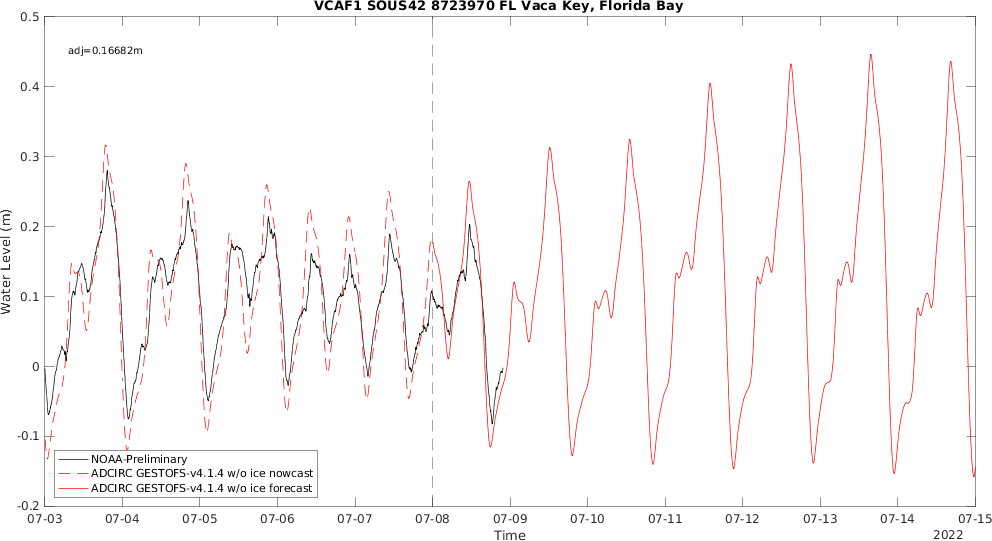 VCAF1 SOUS42 8723970 FL Vaca Key, Florida Bay
0.5
adj=0.16682m
0.4
0.3
0.2
0.1
0
-0.1
-0.2
Water Level (m)
NOAA-Preliminary
ADCIRC GESTOFS-v4.1.4 w/o ice nowcast
ADCIRC GESTOFS-v4.1.4 w/o ice forecast
07-03 07-04 07-05 07-06 07-07 07-08 07-09 07-10 07-11 07-12 07-13 07-14 07-15
Time
2022